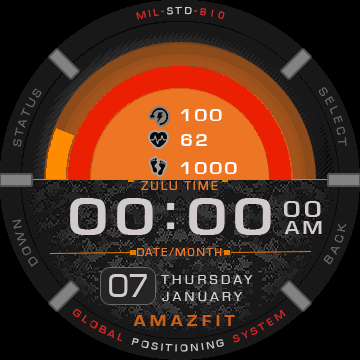 MIL-STD-810
STATUS
SELECT
100
62
1000
ZULU TIME
00:00 00
AM
DATE/MONTH
DOWN
BACK
07 THURSDAY
JANUARY
AMAZFIT
GLOBAL POSITIONING SYSTEM